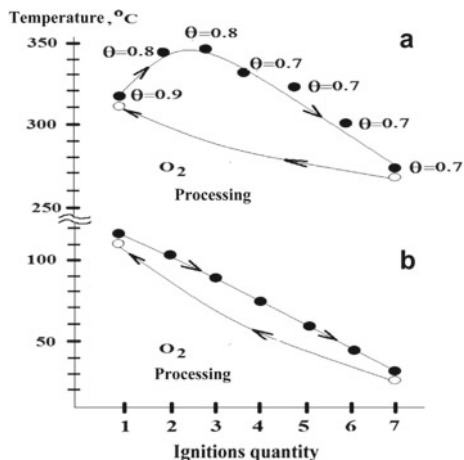 Temperature, °C
a
350
θ=0.8
θ=0.8
θ=0.7
θ=0.7
θ=0.9
300
θ=0.7
O2
Processing
θ=0.7
250
b
100
O2
50
Processing
1 2 3 4 5 6 7
Ignitions quantity